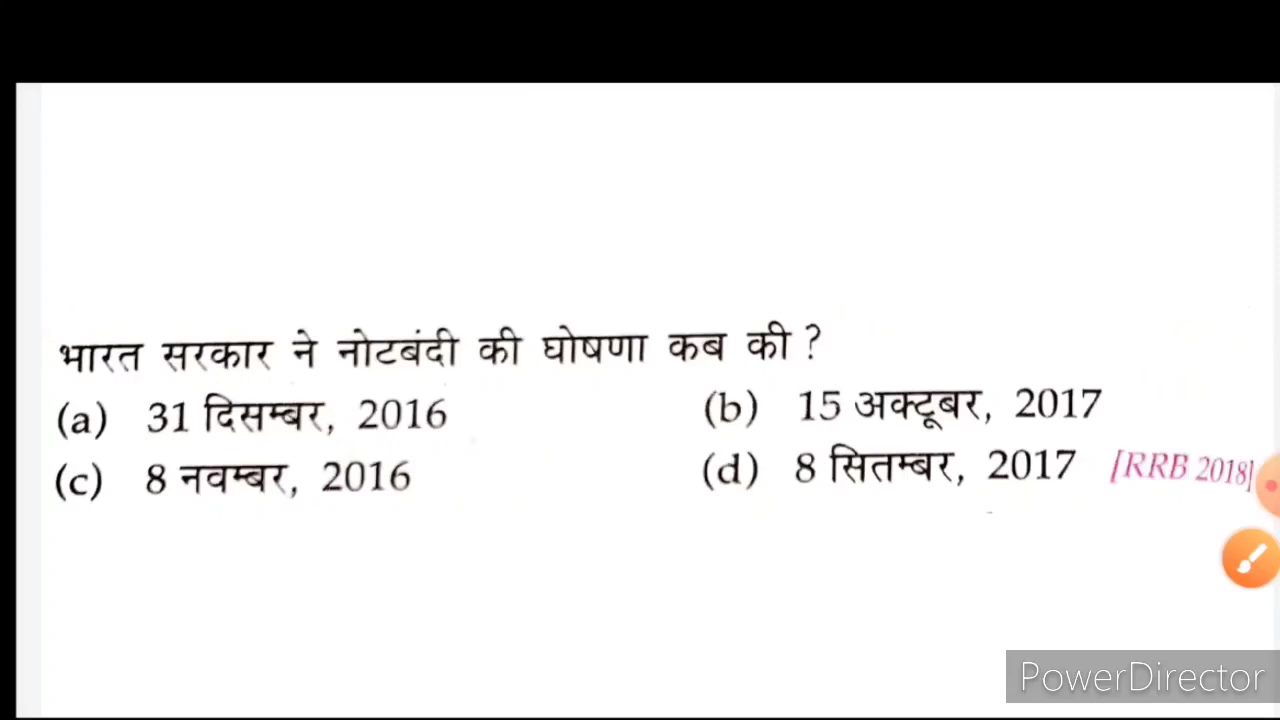 भारत सरकार ने नोटबंदी की घोषणा कब की ?
(a) 31 दिसम्बर, 2016 (b) 15 अक्टूबर, 2017
(c) 8 नवम्बर, 2016 (d) 8 सितम्बर, 2017 [RRB 2018]
PowerDirector